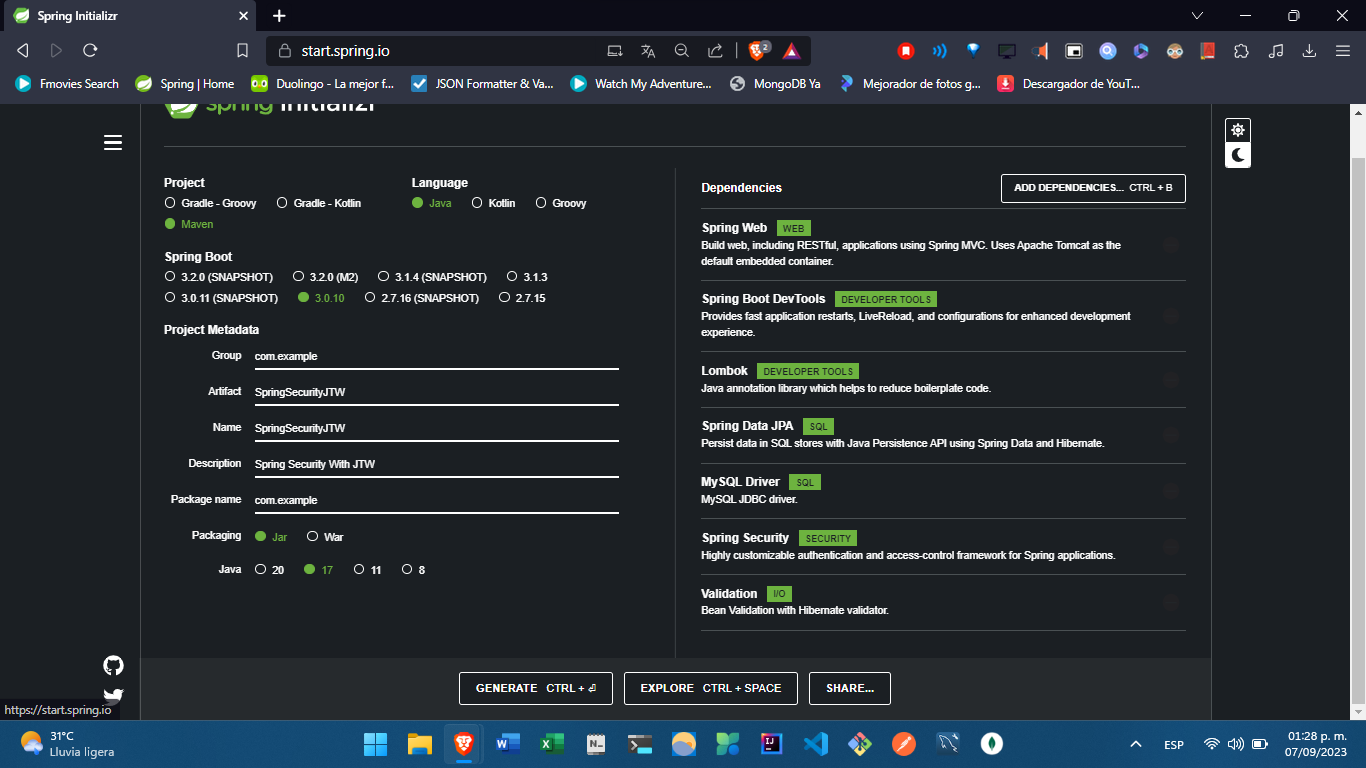 Spring Initializr
start.spring.io
2
Fmovies Search
Spring | Home
Duolingo - La mejor f...
JSON Formatter & Va...
Watch My Adventure...
MongoDB Ya
Mejorador de fotos g...
Descargador de YouT...
spring initializr
Project
Gradle - Groovy Gradle - Kotlin
Maven
Language
Java Kotlin Groovy
Spring Boot
3.2.0 (SNAPSHOT) 3.2.0 (M2) 3.1.4 (SNAPSHOT) 3.1.3
3.0.11 (SNAPSHOT) 3.0.10 2.7.16 (SNAPSHOT) 2.7.15
Project Metadata
Group com.example
Artifact SpringSecurityJTW
Name SpringSecurityJTW
Description Spring Security With JTW
Package name com.example
Packaging Jar War
Java 20 17 11 8
Dependencies
ADD DEPENDENCIES... CTRL + B
Spring Web WEB
Build web, including RESTful, applications using Spring MVC. Uses Apache Tomcat as the
default embedded container.
Spring Boot DevTools DEVELOPER TOOLS
Provides fast application restarts, LiveReload, and configurations for enhanced development
experience.
Lombok DEVELOPER TOOLS
Java annotation library which helps to reduce boilerplate code.
Spring Data JPA SQL
Persist data in SQL stores with Java Persistence API using Spring Data and Hibernate.
MySQL Driver SQL
MySQL JDBC driver.
Spring Security SECURITY
Highly customizable authentication and access-control framework for Spring applications.
Validation I/O
Bean Validation with Hibernate validator.
GENERATE CTRL + ⏎
EXPLORE CTRL + SPACE
SHARE...
https://start.spring.io
31°C
Lluvia ligera
ESP
01:28 p. m.
07/09/2023